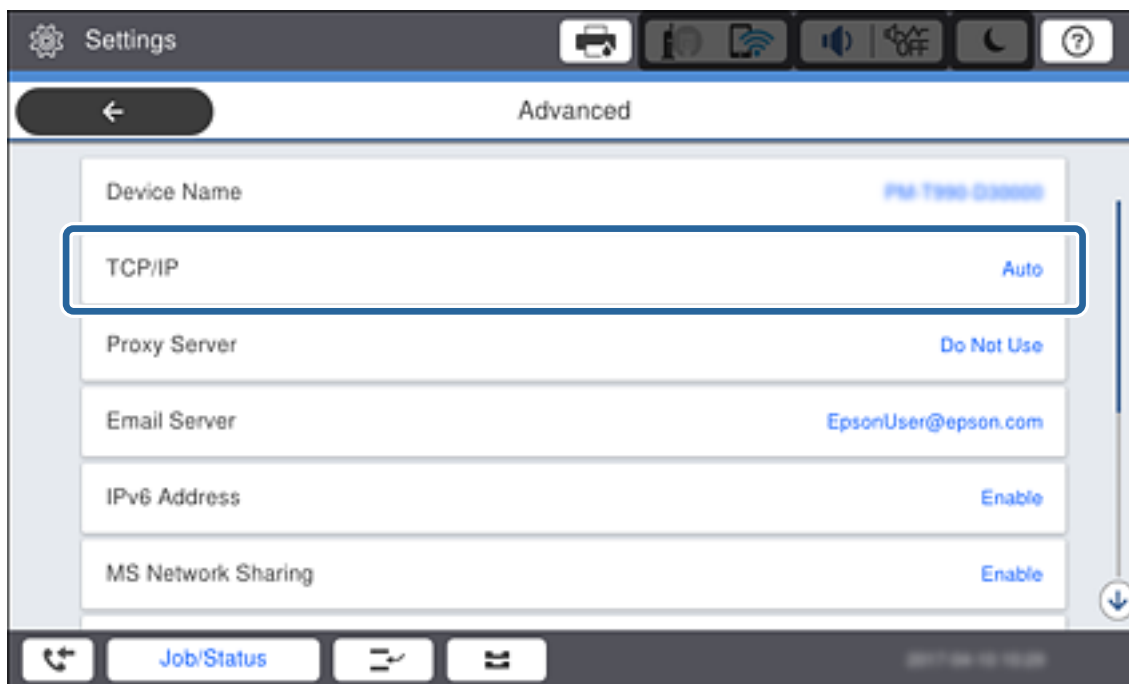 Settings
OFF
?
Advanced
Device Name
TCP/IP Auto
Proxy Server Do Not Use
Email Server EpsonUser@epson.com
IPv6 Address Enable
MS Network Sharing Enable
Job/Status